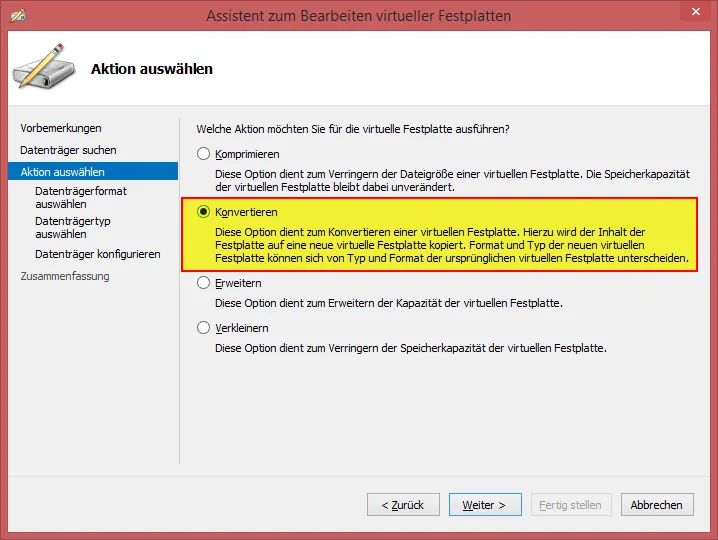 Assistent zum Bearbeiten virtueller Festplatten
Aktion auswählen
Vorbemerkungen
Datenträger suchen
Aktion auswählen
Datenträgerformat
auswählen
Datenträgertyp
auswählen
Datenträger konfigurieren
Zusammenfassung
Welche Aktion möchten Sie für die virtuelle Festplatte ausführen?
Komprimieren
Diese Option dient zum Verringern der Dateigröße einer virtuellen Festplatte. Die Speicherkapazität
der virtuellen Festplatte bleibt dabei unverändert.
Konvertieren
Diese Option dient zum Konvertieren einer virtuellen Festplatte. Hierzu wird der Inhalt der
Festplatte auf eine neue virtuelle Festplatte kopiert. Format und Typ der neuen virtuellen
Festplatte können sich von Typ und Format der ursprünglichen virtuellen Festplatte unterscheiden.
Erweitern
Diese Option dient zum Erweitern der Kapazität der virtuellen Festplatte.
Verkleinern
Diese Option dient zum Verringern der Speicherkapazität der virtuellen Festplatte.
< Zurück
Weiter >
Fertig stellen
Abbrechen